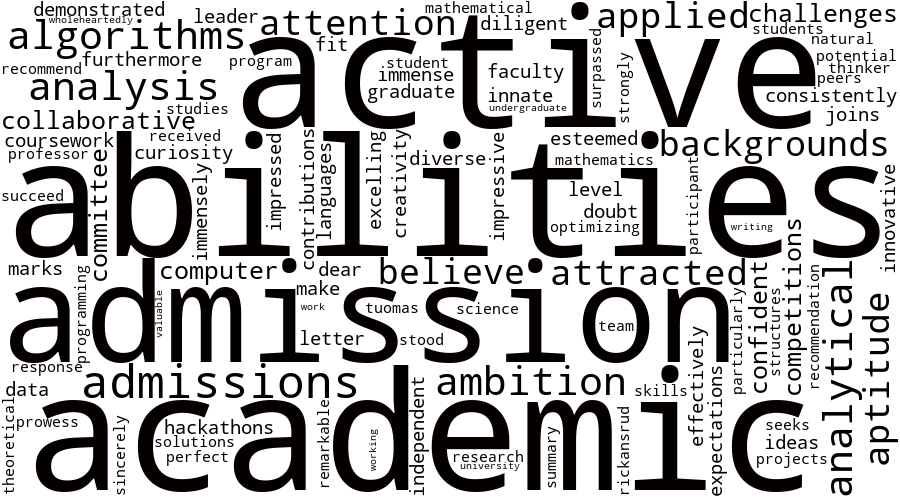 demonstrated
wholeheartedly
leader
attention
mathematical
diligent
applied
challenges
students
algorithms
active
natural
potential
thinker
peers
furthermore
fit
program
recommend
student
immense
graduate
faculty
innate
undergraduate
surpassed
strongly
analysis
consistently
joins
studies
collaborative
received
coursework
professor
curiosity
abilities
committee
immensely
impressed
contributions
languages
excelling
creativity
diverse
impressive
esteemed
mathematics
backgrounds
level
doubt
optimizing
participant
writing
innovative
succeed
marks
programming
computer
dear
believe
attracted
admission
make
valuable
work
tuomas
science
team
letter
stood
particularly
confident
structures
competitions
recommendation
analytical
aptitude
response
data
admissions
ambition
skills
effectively
expectations
academic
theoretical
prowess
sincerely
hackathons
solutions
perfect
remarkable
working
independent
research
university
summary
rickansrud
seeks
ideas
projects